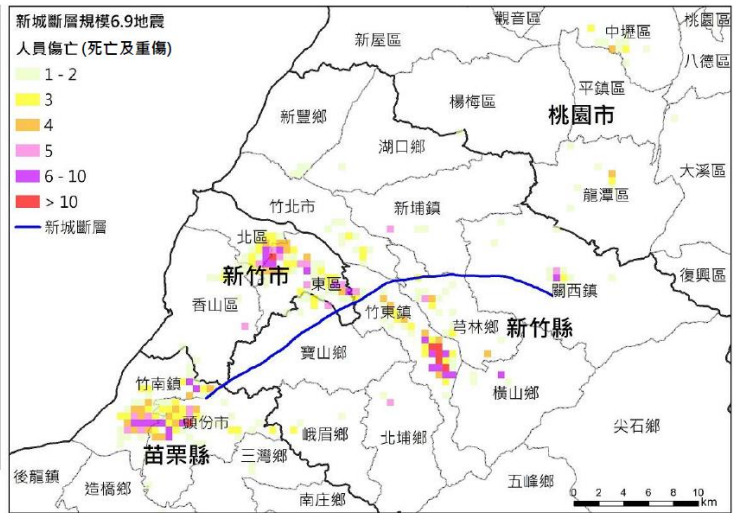 新城斷層規模6.9地震
人員傷亡 (死亡及重傷)
1 - 2
3
4
5
6 - 10
> 10
新城斷層
觀音區
中壢區
桃園區
新屋區
八德區
平鎮區
楊梅區
桃園市
新豐鄉
湖口鄉
大溪區
龍潭區
竹北市
新埔鎮
北區
新竹市
東區
復興區
關西鎮
香山區
竹東鎮
芎林鄉
新竹縣
寶山鄉
竹南鎮
橫山鄉
頭份市
尖石鄉
峨眉鄉
北埔鄉
苗栗縣
三灣鄉
後龍鎮
造橋鄉
五峰鄉
南庄鄉
0 2 4 6 8 10
km